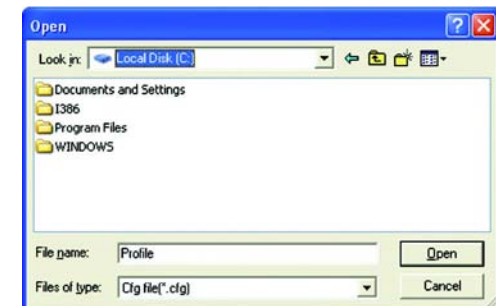 Open
Look in: Local Disk (C:)
Documents and Settings
I386
Program Files
WINDOWS
File name: Profile Open
Files of type: Cfg file(*.cfg) Cancel